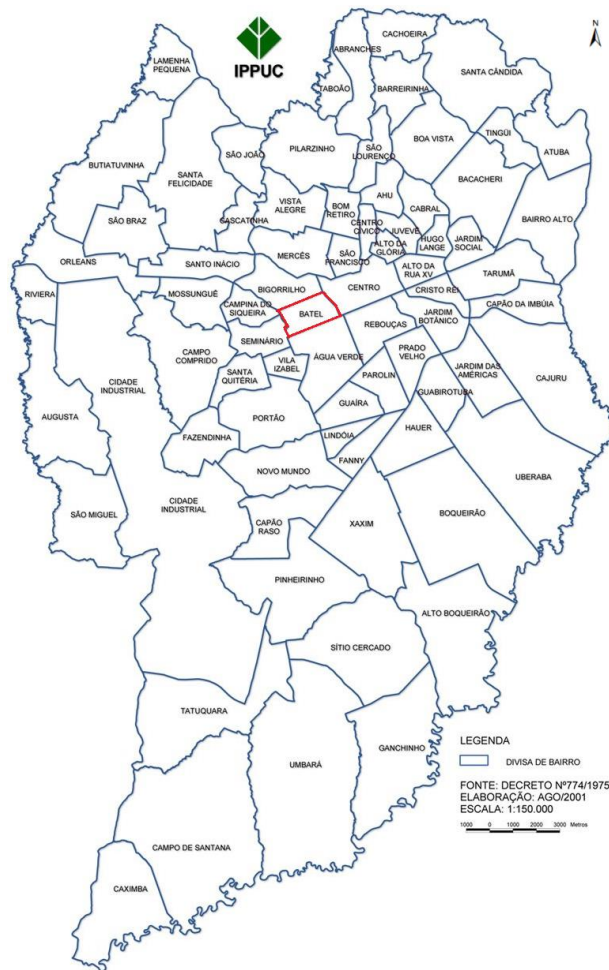 IPPUC
N
CACHOEIRA
ABRANCHES
LAMENHA
PEQUENA
SANTA CÂNDIDA
TABOÃO
BARREIRINHA
BOA VISTA
TINGÜI
ATUBA
BUTIATUVINHA
SANTA
FELICIDADE
SÃO JOÃO
PILARZINHO
SÃO
LOURENÇO
BACACHERI
AHU
VISTA
ALEGRE
BOM
RETIRO
CABRAL
BAIRRO ALTO
SÃO BRAZ
CASCATINHA
CENTRO
CÍVICO
JUVEVÊ
HUGO
LANGE
JARDIM
SOCIAL
ORLEANS
SANTO INÁCIO
MERCÊS
SÃO
FRANCISCO
ALTO DA
GLÓRIA
ALTO DA
RUA XV
TARUMÃ
RIVIERA
MOSSUNGUÊ
BIGORRILHO
CENTRO
CRISTO REI
CAMPINA DO
SIQUEIRA
BATEL
CAPÃO DA IMBÚIA
REBOUÇAS
JARDIM
BOTÂNICO
SEMINÁRIO
CAMPO
COMPRIDO
VILA
IZABEL
ÁGUA VERDE
PRADO
VELHO
JARDIM DAS
AMÉRICAS
CAJURU
CIDADE
INDUSTRIAL
SANTA
QUITÉRIA
PAROLIN
GUABIROTUBA
AUGUSTA
PORTÃO
GUAÍRA
FAZENDINHA
LINDÓIA
HAUER
FANNY
NOVO MUNDO
UBERABA
CIDADE
INDUSTRIAL
SÃO MIGUEL
CAPÃO
RASO
XAXIM
BOQUEIRÃO
PINHEIRINHO
ALTO BOQUEIRÃO
SÍTIO CERCADO
TATUQUARA
UMBARÁ
GANCHINHO
CAMPO DE SANTANA
CAXIMBA
LEGENDA
DIVISA DE BAIRRO
FONTE: DECRETO Nº774/1975
ELABORAÇÃO: AGO/2001
ESCALA: 1:150.000
1000 0 1000 2000 3000 Metros